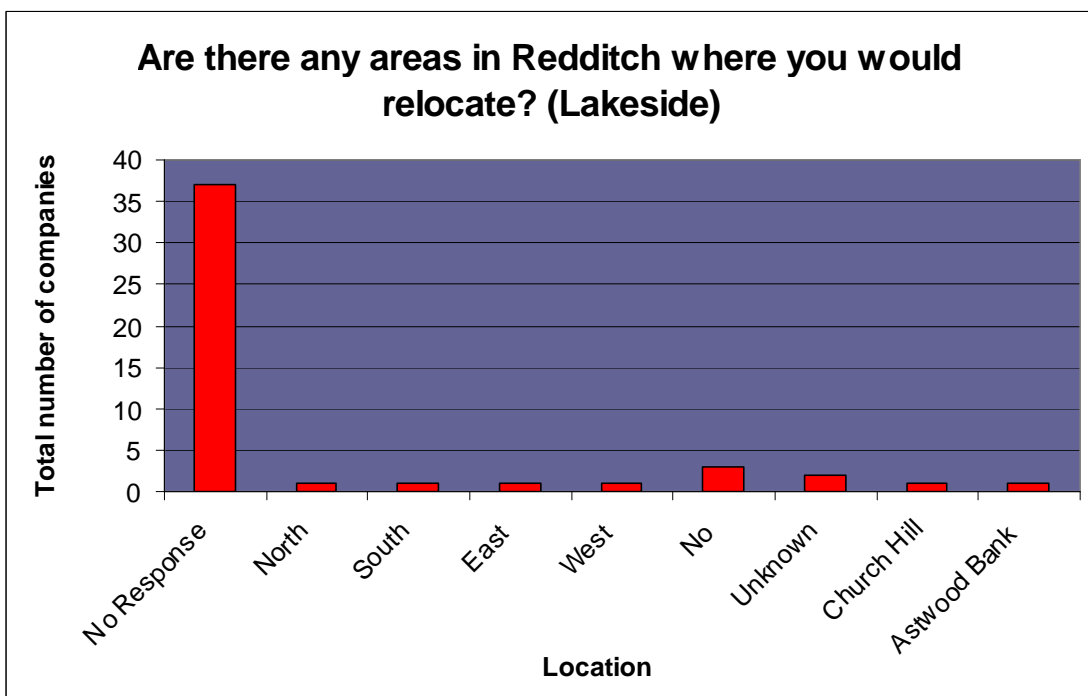 Are there any areas in Redditch where you would
relocate? (Lakeside)
Total number of companies
40
35
30
25
20
15
10
5
0
No Response
North
South
East
West
No
Unknown
Church Hill
Astwood Bank
Location